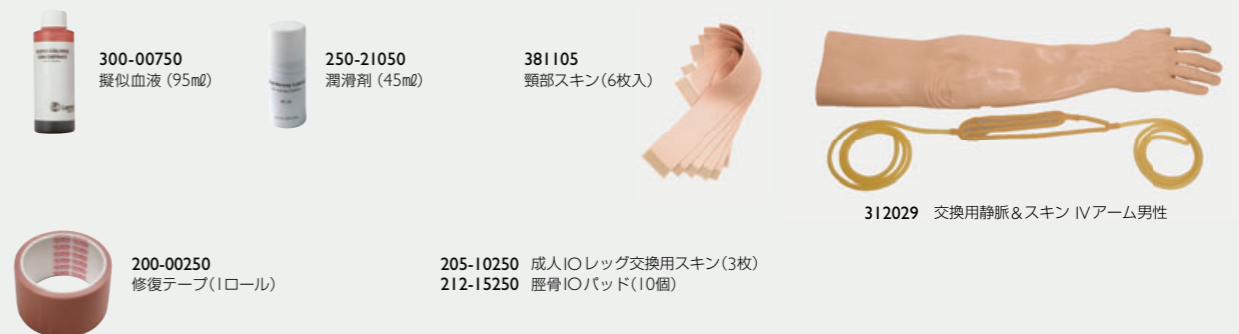 300-00750
擬似血液 (95㎖)
250-21050
潤滑剤 (45㎖)
381105
頸部スキン(6枚入)
312029 交換用静脈&スキン IVアーム男性
200-00250
修復テープ(1ロール)
205-10250 成人IOレッグ交換用スキン(3枚)
212-15250 脛骨IOパッド(10個)